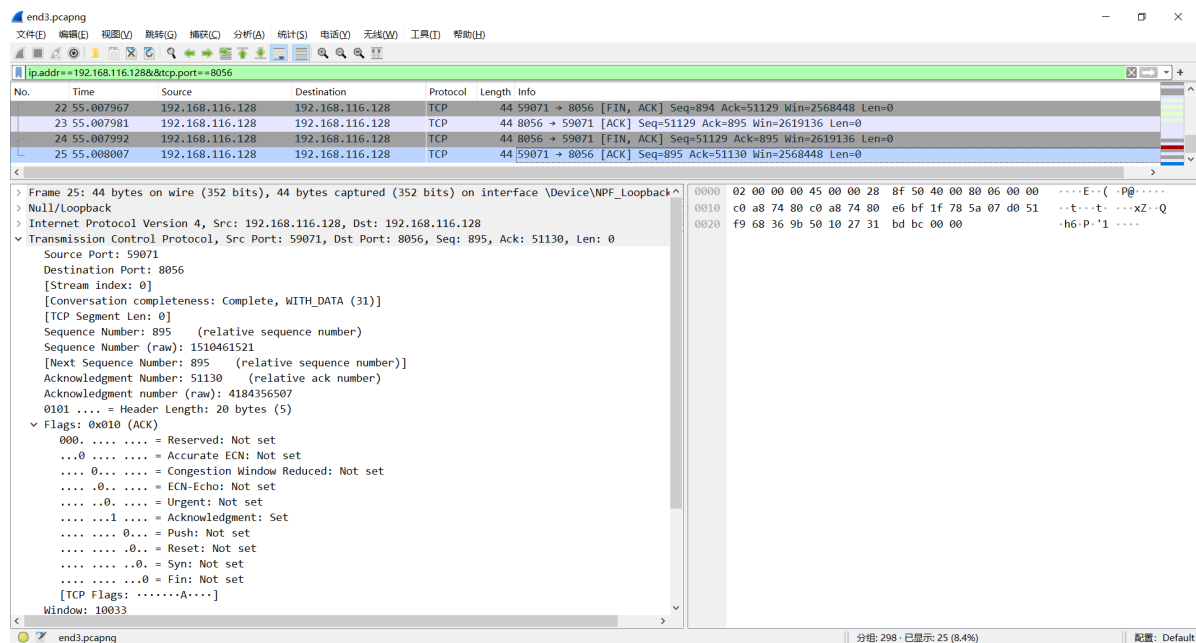 end3.pcapng
文件(F) 编辑(E) 视图(V) 跳转(G) 捕获(C) 分析(A) 统计(S) 电话(Y) 无线(W) 工具(T) 帮助(H)
ip.addr==192.168.116.128&&tcp.port==8056
No. Time Source Destination Protocol Length Info
22 55.007967 192.168.116.128 192.168.116.128 TCP 44 59071 → 8056 [FIN, ACK] Seq=894 Ack=51129 Win=2568448 Len=0
23 55.007981 192.168.116.128 192.168.116.128 TCP 44 8056 → 59071 [ACK] Seq=51129 Ack=895 Win=2619136 Len=0
24 55.007992 192.168.116.128 192.168.116.128 TCP 44 8056 → 59071 [FIN, ACK] Seq=51129 Ack=895 Win=2619136 Len=0
25 55.008007 192.168.116.128 192.168.116.128 TCP 44 59071 → 8056 [ACK] Seq=895 Ack=51130 Win=2568448 Len=0
Frame 25: 44 bytes on wire (352 bits), 44 bytes captured (352 bits) on interface \Device\NPF_Loopback
Null/Loopback
Internet Protocol Version 4, Src: 192.168.116.128, Dst: 192.168.116.128
Transmission Control Protocol, Src Port: 59071, Dst Port: 8056, Seq: 895, Ack: 51130, Len: 0
Source Port: 59071
Destination Port: 8056
[Stream index: 0]
[Conversation completeness: Complete, WITH_DATA (31)]
[TCP Segment Len: 0]
Sequence Number: 895 (relative sequence number)
Sequence Number (raw): 1510461521
[Next Sequence Number: 895 (relative sequence number)]
Acknowledgment Number: 51130 (relative ack number)
Acknowledgment number (raw): 4184356507
0101 .... = Header Length: 20 bytes (5)
Flags: 0x010 (ACK)
000. .... .... = Reserved: Not set
...0 .... .... = Accurate ECN: Not set
.... 0... .... = Congestion Window Reduced: Not set
.... .0.. .... = ECN-Echo: Not set
.... ..0. .... = Urgent: Not set
.... ...1 .... = Acknowledgment: Set
.... .... 0... = Push: Not set
.... .... .0.. = Reset: Not set
.... .... ..0. = Syn: Not set
.... .... ...0 = Fin: Not set
[TCP Flags: ·······A····]
Window: 10033
0000 02 00 00 00 45 00 00 28 8f 50 40 00 80 06 00 00 ····E··( ·P@·····
0010 c0 a8 74 80 c0 a8 74 80 e6 bf 1f 78 5a 07 d0 51 ··t···t· ···xZ··Q
0020 f9 68 36 9b 50 10 27 31 bd bc 00 00 ·h6·P·'1 ····
end3.pcapng
分组: 298 · 已显示: 25 (8.4%)
配置: Default